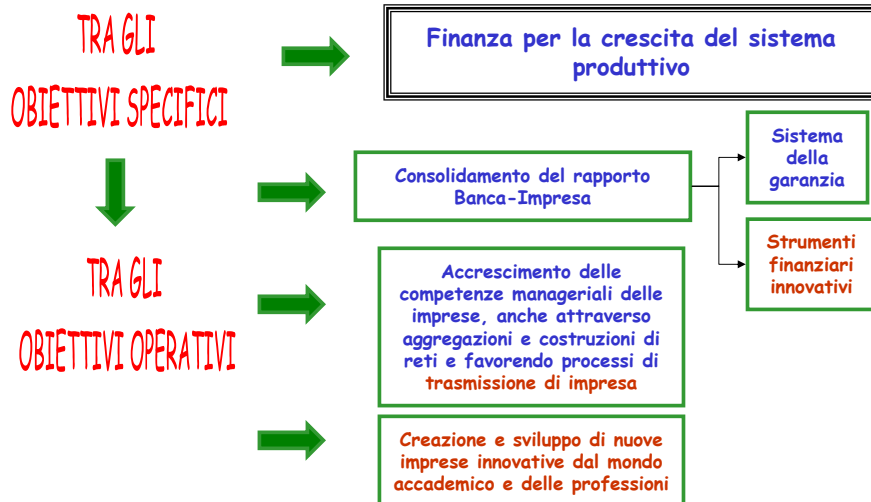 TRA GLI
OBIETTIVI SPECIFICI
Finanza per la crescita del sistema
produttivo
Consolidamento del rapporto
Banca-Impresa
Sistema
della
garanzia
Strumenti
finanziari
innovativi
TRA GLI
OBIETTIVI OPERATIVI
Accrescimento delle
competenze manageriali delle
imprese, anche attraverso
aggregazioni e costruzioni di
reti e favorendo processi di
trasmissione di impresa
Creazione e sviluppo di nuove
imprese innovative dal mondo
accademico e delle professioni